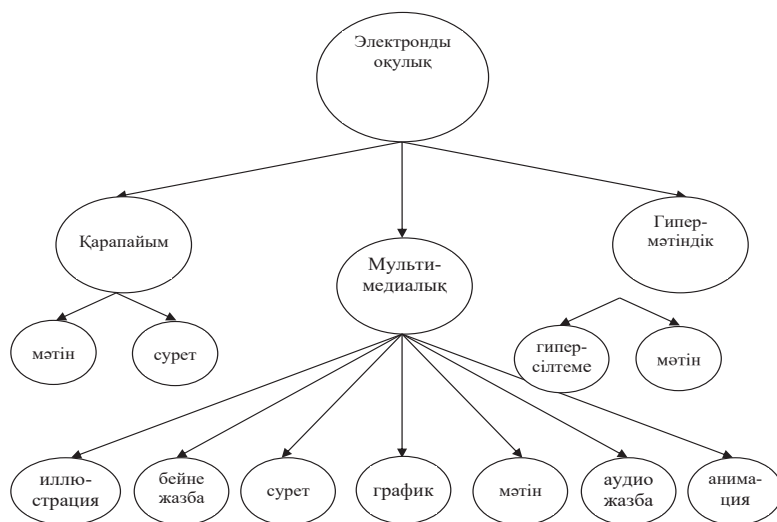 Электронды
оқулық
Қарапайым
Мульти-
медиалық
Гипер-
мәтіндік
мәтін
сурет
гипер-
сілтеме
мәтін
иллю-
страция
бейне
жазба
сурет
график
мәтін
аудио
жазба
анима-
ция